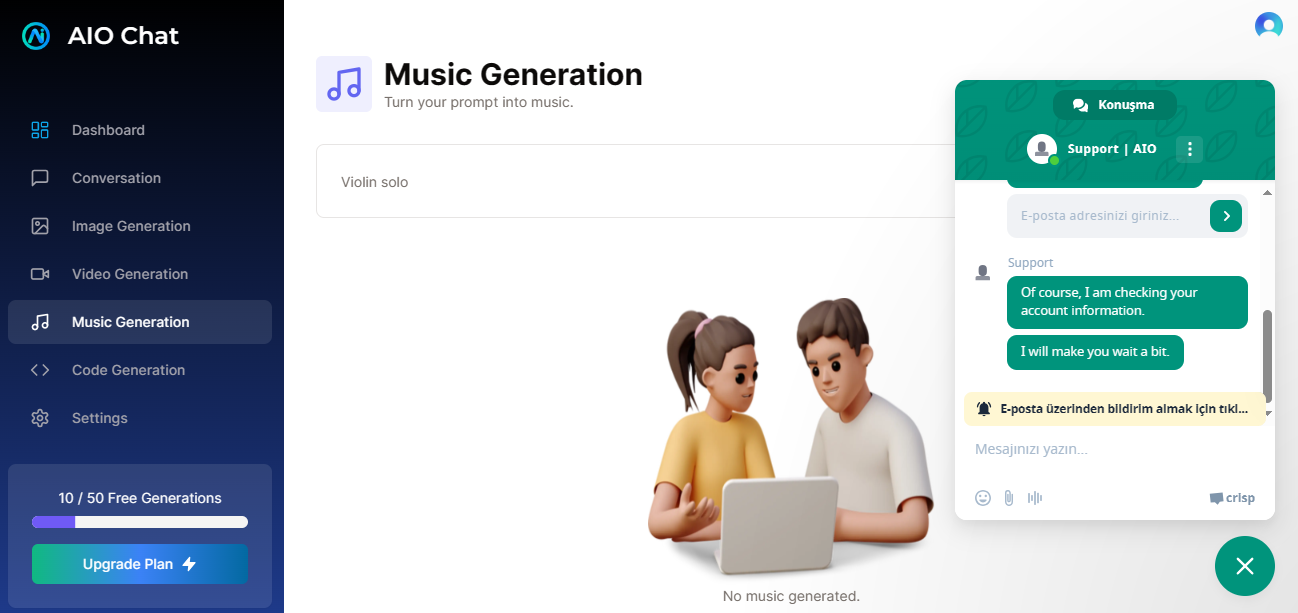 AIO Chat
Dashboard
Conversation
Image Generation
Video Generation
Music Generation
Code Generation
Settings
10 / 50 Free Generations
Upgrade Plan
Music Generation
Turn your prompt into music.
Violin solo
No music generated.
Konuşma
Support | AIO
E-posta adresinizi giriniz...
Support
Of course, I am checking your
account information.
I will make you wait a bit.
E-posta üzerinden bildirim almak için tıkl...
Mesajınızı yazın...
crisp